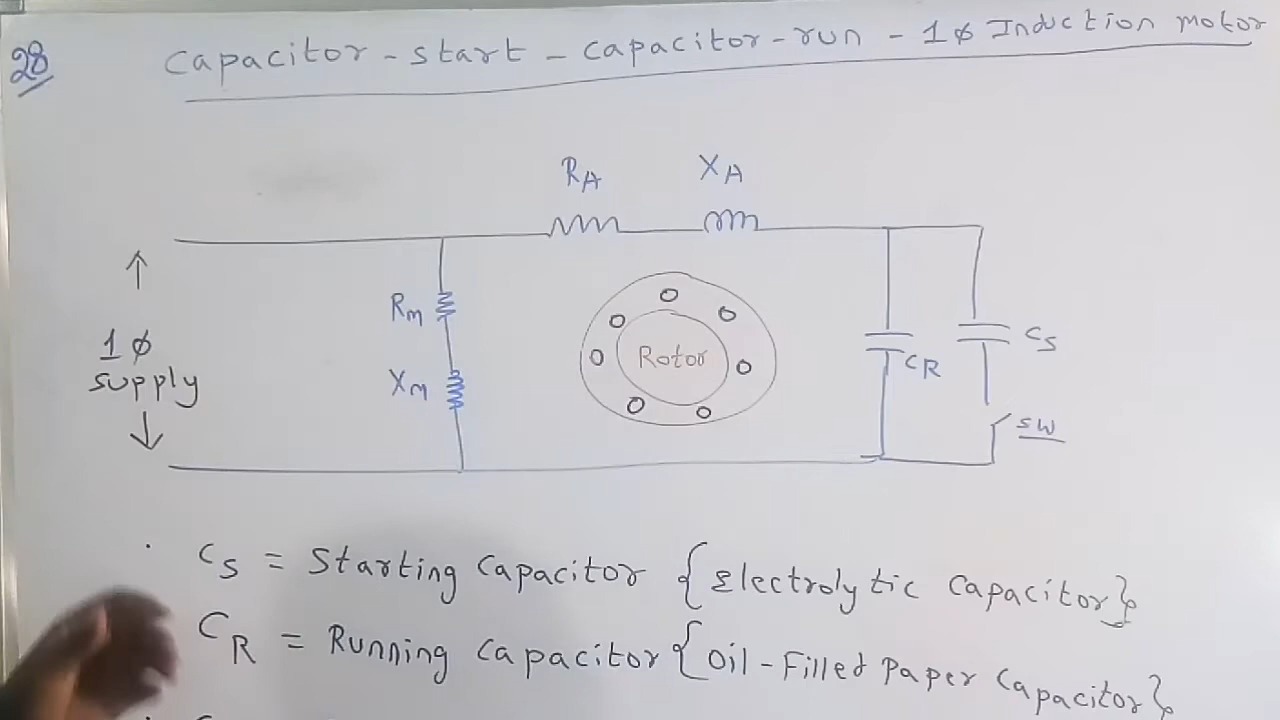 28
Capacitor - start - capacitor - run - 1ϕ Induction motor
RA XA
Rm
Xm
1ϕ
supply
Rotor
CR
CS
SW
CS = Starting capacitor {Electrolytic capacitor}
CR = Running capacitor {Oil-Filled Paper capacitor}